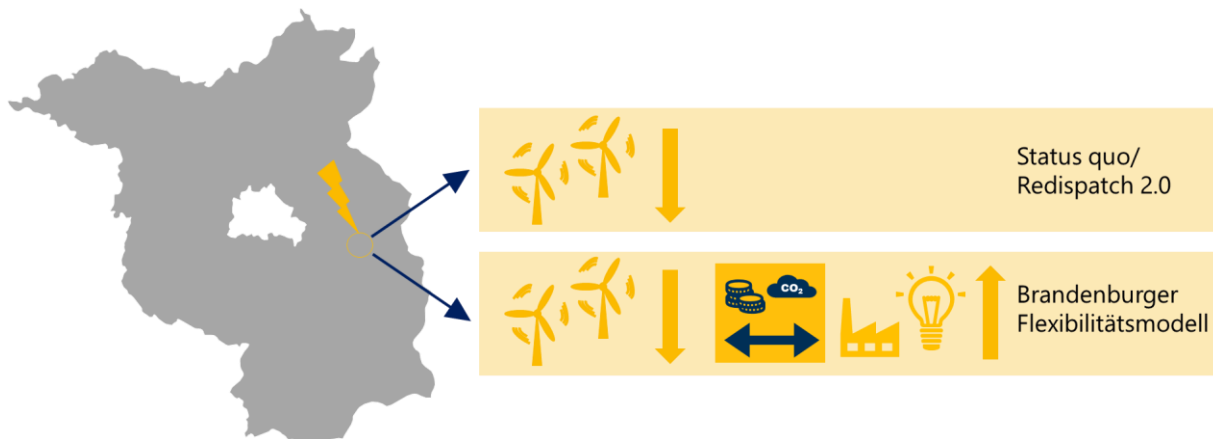 Status quo/
Redispatch 2.0
CO₂
Brandenburger
Flexibilitätsmodell